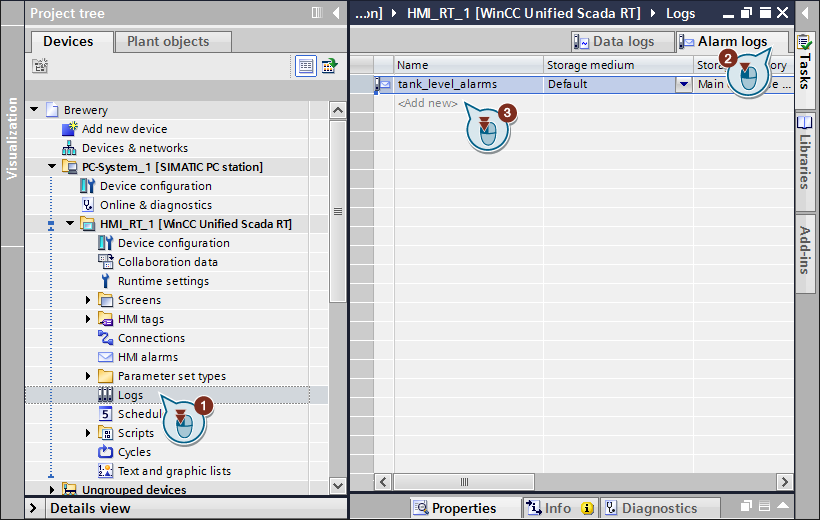 Project tree
...on] HMI_RT_1 [WinCC Unified Scada RT] Logs
Devices
Plant objects
Data logs
Alarm logs
Visualization
Name
Storage medium
tank_level_alarms
Default
Main
<Add new>
1
2
3
Brewery
Add new device
Devices & networks
PC-System_1 [SIMATIC PC station]
Device configuration
Online & diagnostics
HMI_RT_1 [WinCC Unified Scada RT]
Device configuration
Collaboration data
Runtime settings
Screens
HMI tags
Connections
HMI alarms
Parameter set types
Logs
Schedul
Scripts
Cycles
Text and graphic lists
Ungrouped devices
Details view
Properties
Info
Diagnostics
Tasks
Libraries
Add-ins